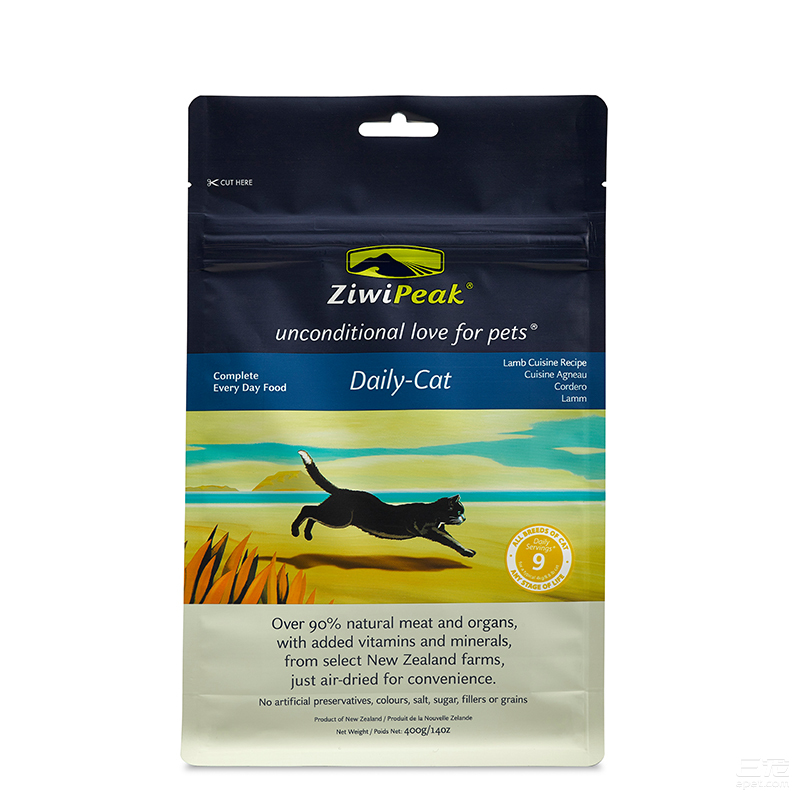 CUT HERE
ZiwiPeak®
unconditional love for pets®
Complete
Every Day Food
Daily-Cat
Lamb Cuisine Recipe
Cuisine Agneau
Cordero
Lamm
ALL BREEDS OF CAT
Daily
Servings*
9
ANY STAGE OF LIFE
Over 90% natural meat and organs,
with added vitamins and minerals,
from select New Zealand farms,
just air-dried for convenience.
No artificial preservatives, colours, salt, sugar, fillers or grains
Product of New Zealand / Produit de la Nouvelle Zelande
Net Weight / Poids Net: 400g/14oz